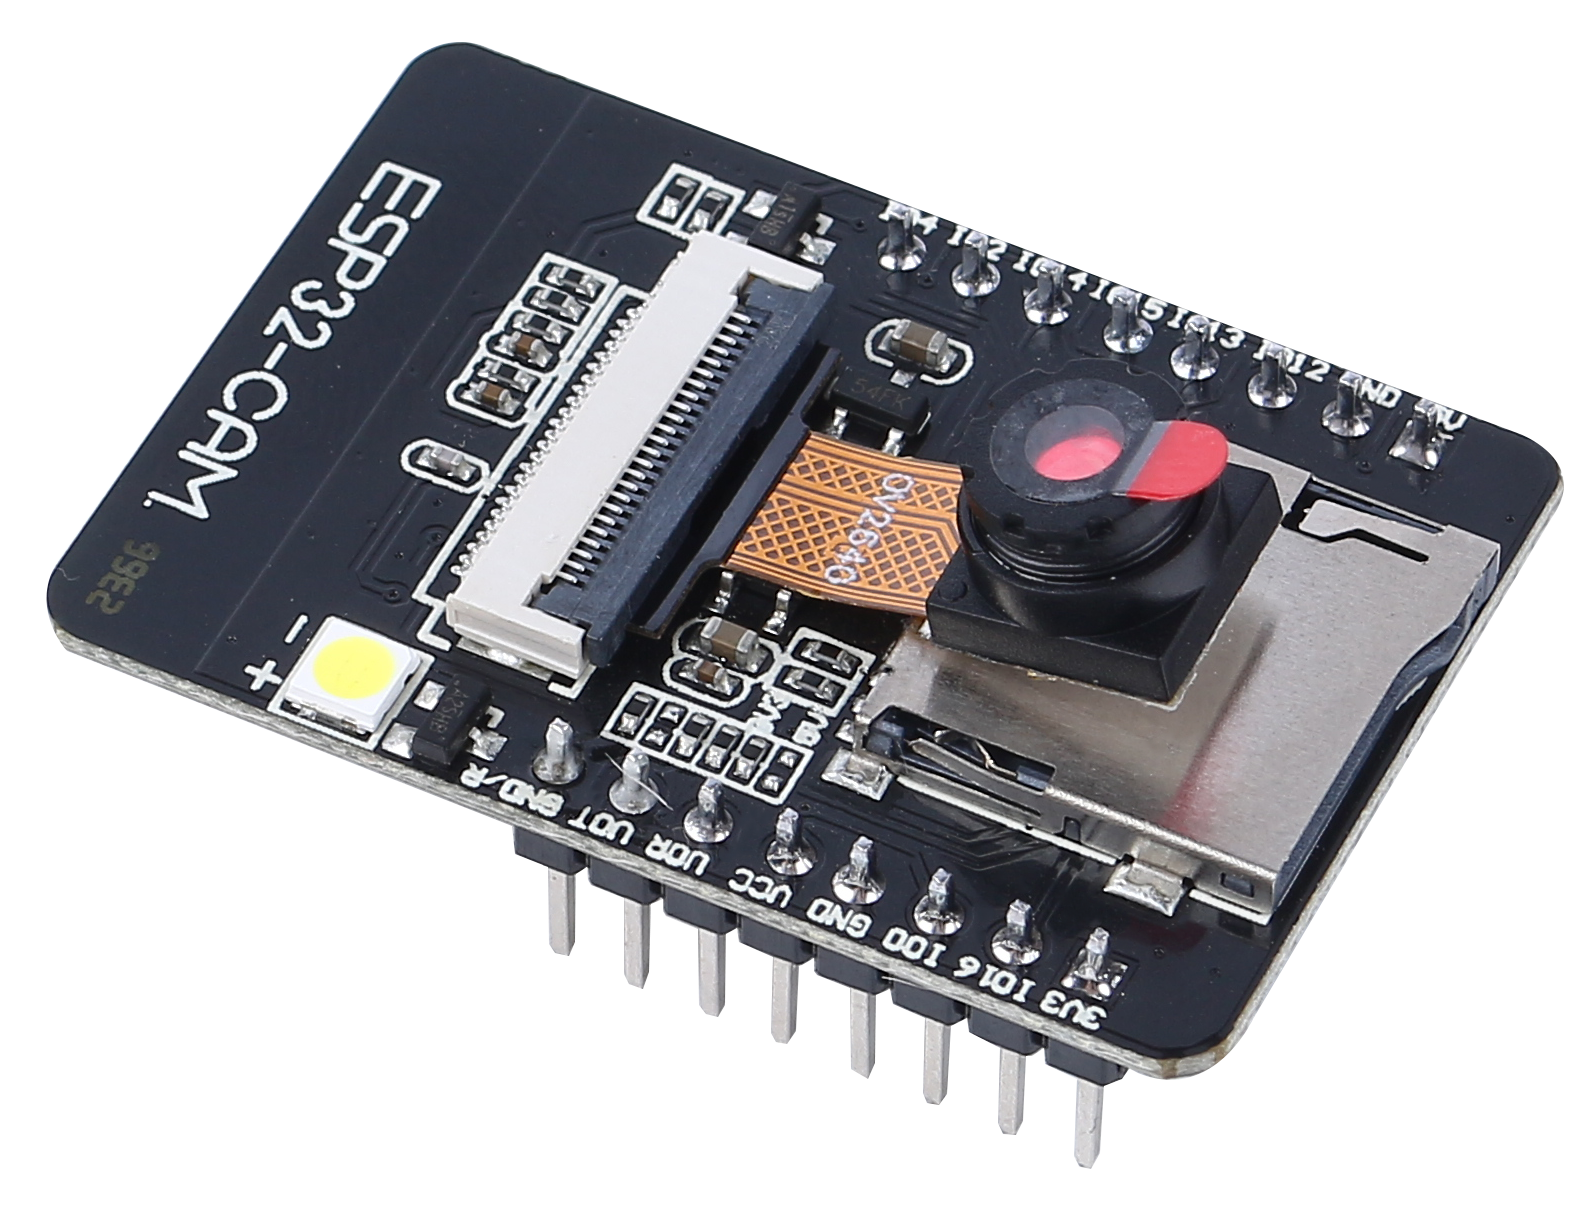 ESP32-CAM
OV2640
- +
GND/R
UOT
UOR
VCC
GND
IO0
IO16
3V3
IO4
IO2
IO14
IO15
IO13
IO12
GND
5V
54FK